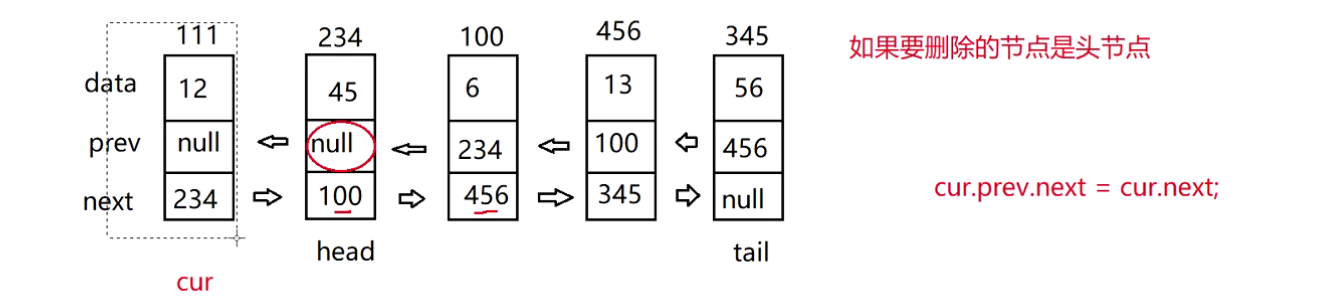 111 234 100 456 345 如果要删除的节点是头节点
data 12 45 6 13 56
prev null null 234 100 456
next 234 100 456 345 null cur.prev.next = cur.next;
head tail
cur